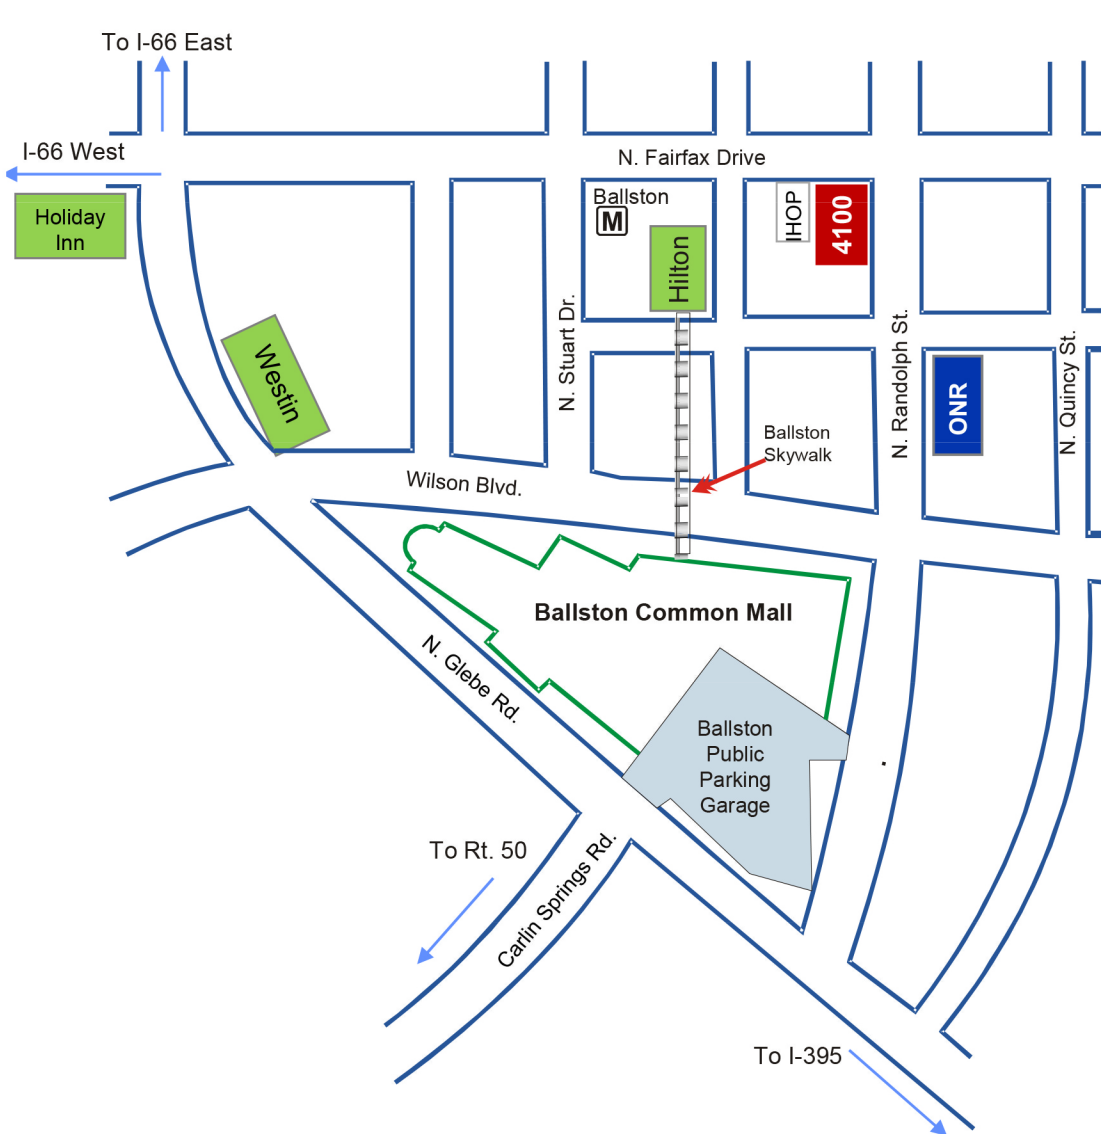 To I-66 East
I-66 West
N. Fairfax Drive
Holiday
Inn
Ballston
M
Hilton
IHOP
4100
Westin
N. Stuart Dr.
N. Randolph St.
ONR
N. Quincy St.
Ballston
Skywalk
Wilson Blvd.
Ballston Common Mall
N. Glebe Rd.
Ballston
Public
Parking
Garage
To Rt. 50
Carlin Springs Rd.
To I-395